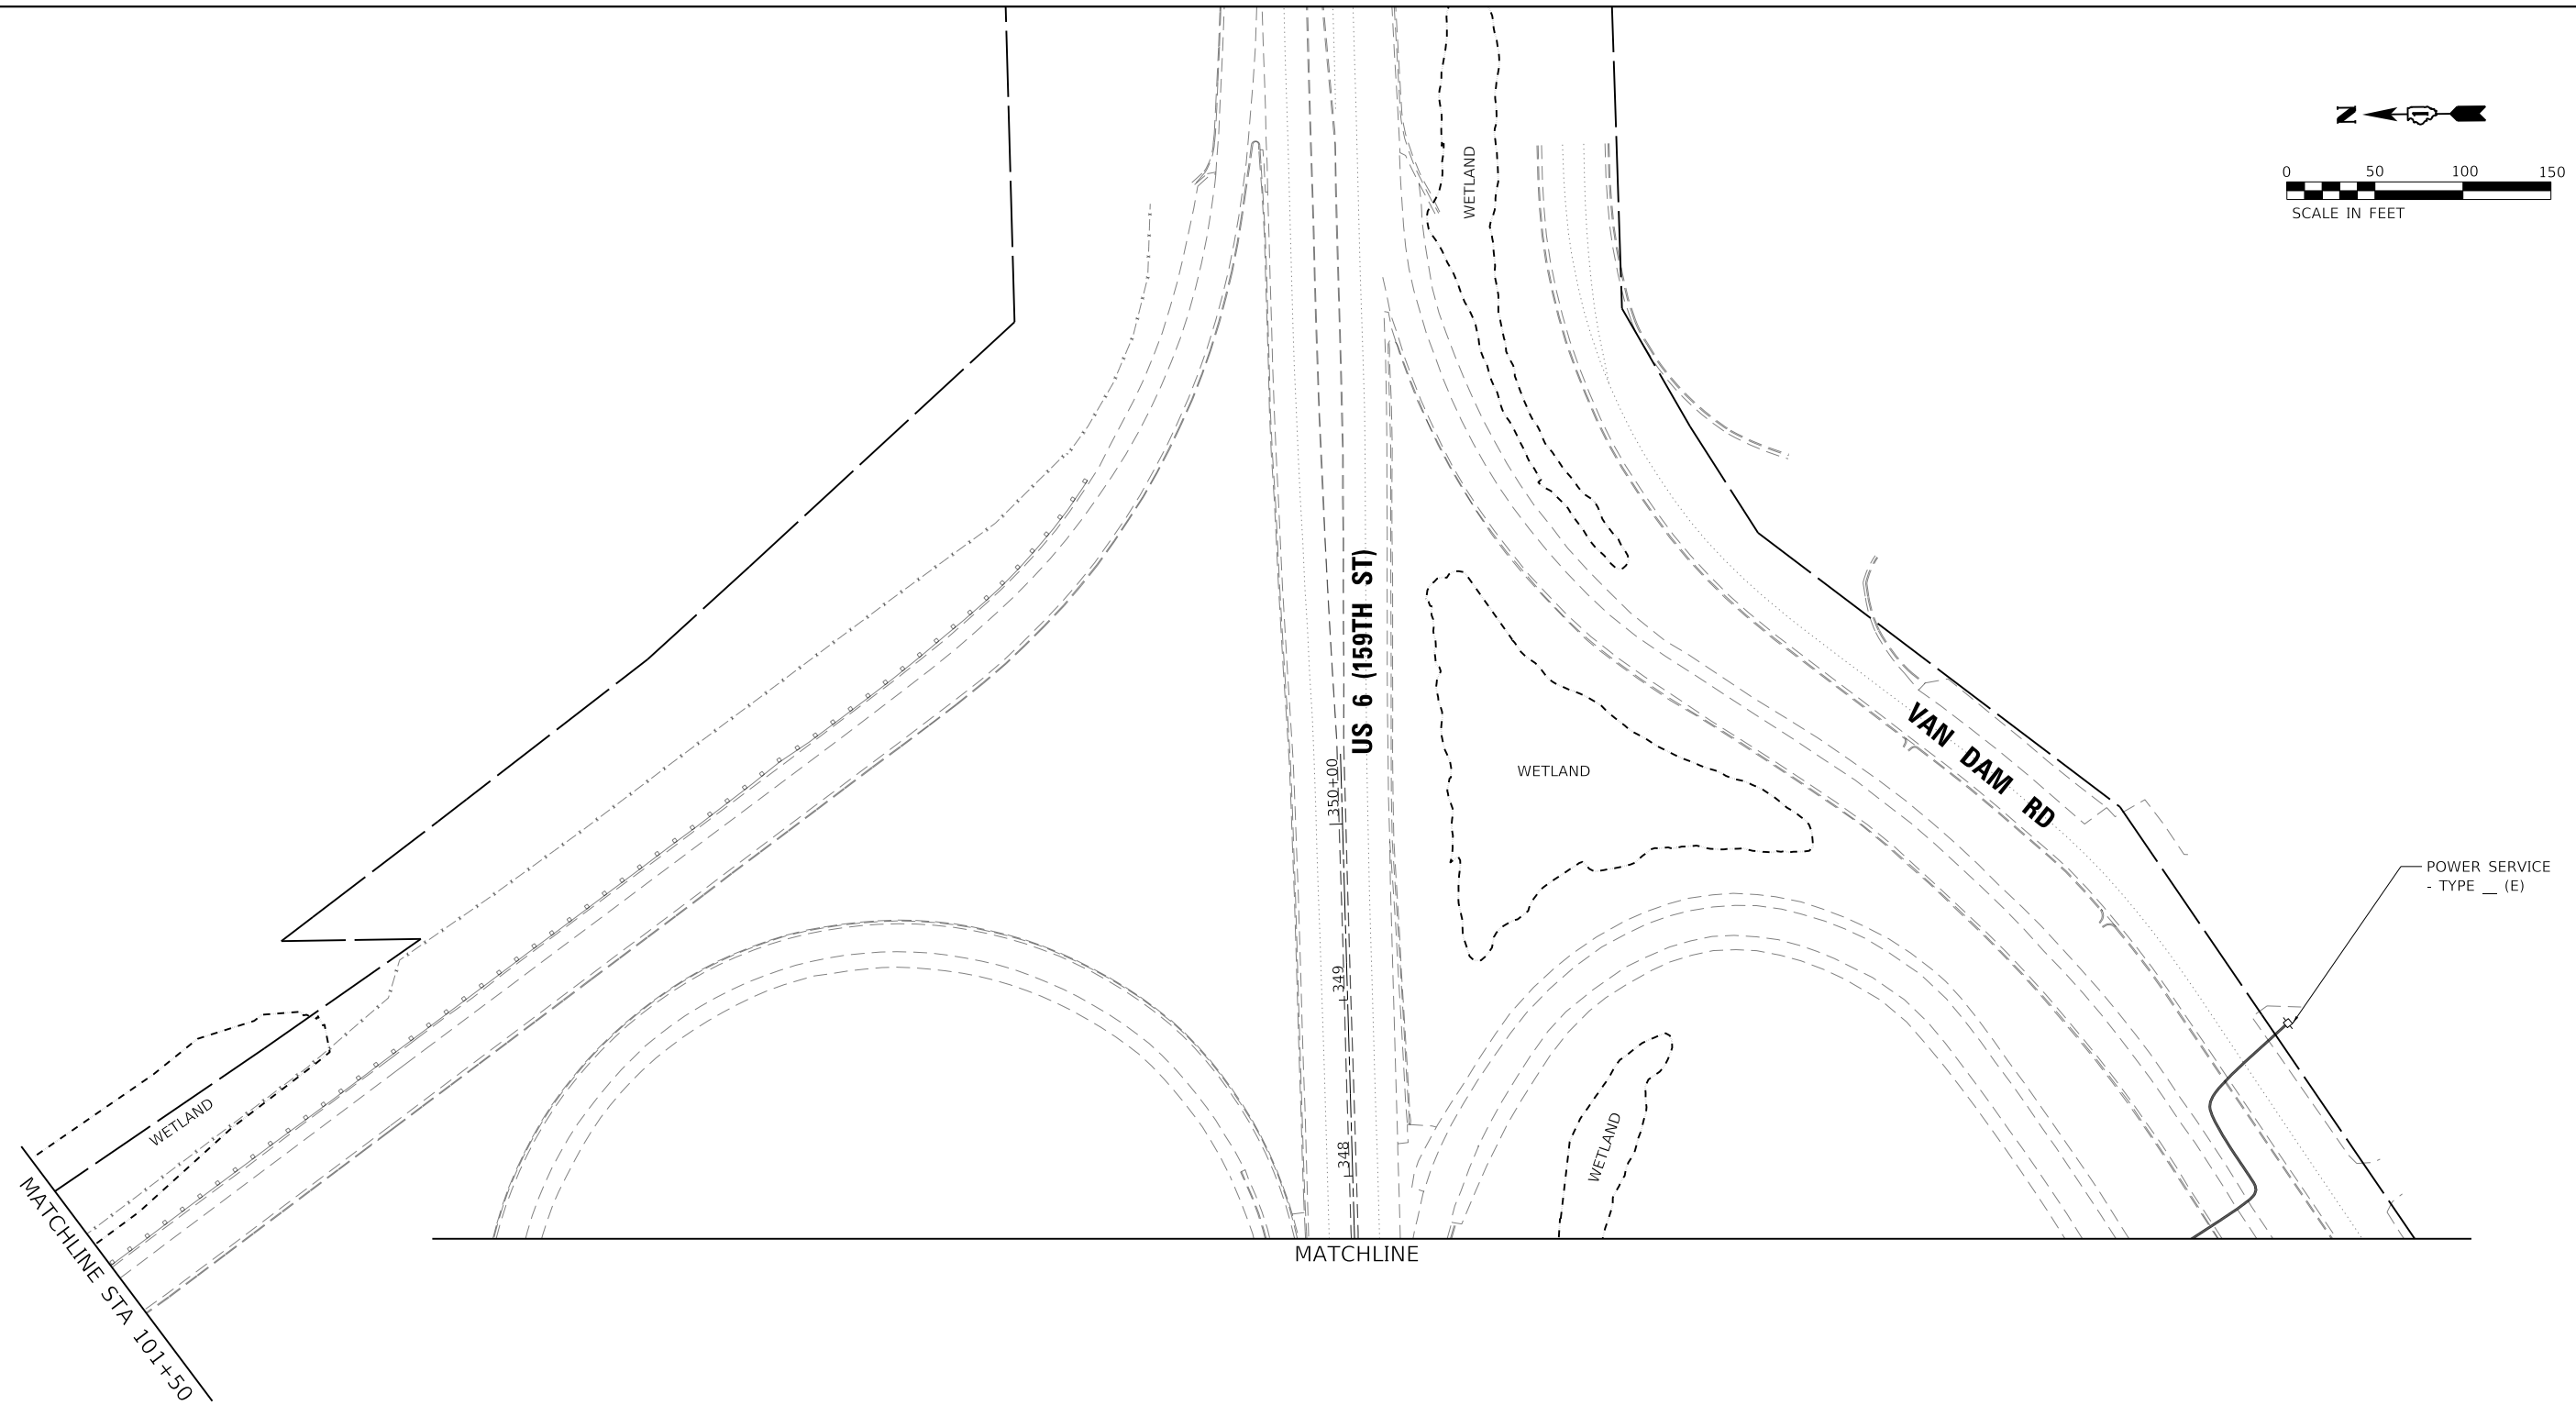 N
0 50 100 150
SCALE IN FEET
WETLAND
US 6 (159TH ST)
VAN DAM RD
WETLAND
350+00
POWER SERVICE
- TYPE __ (E)
349
WETLAND
WETLAND
348
MATCHLINE
MATCHLINE STA 101+50